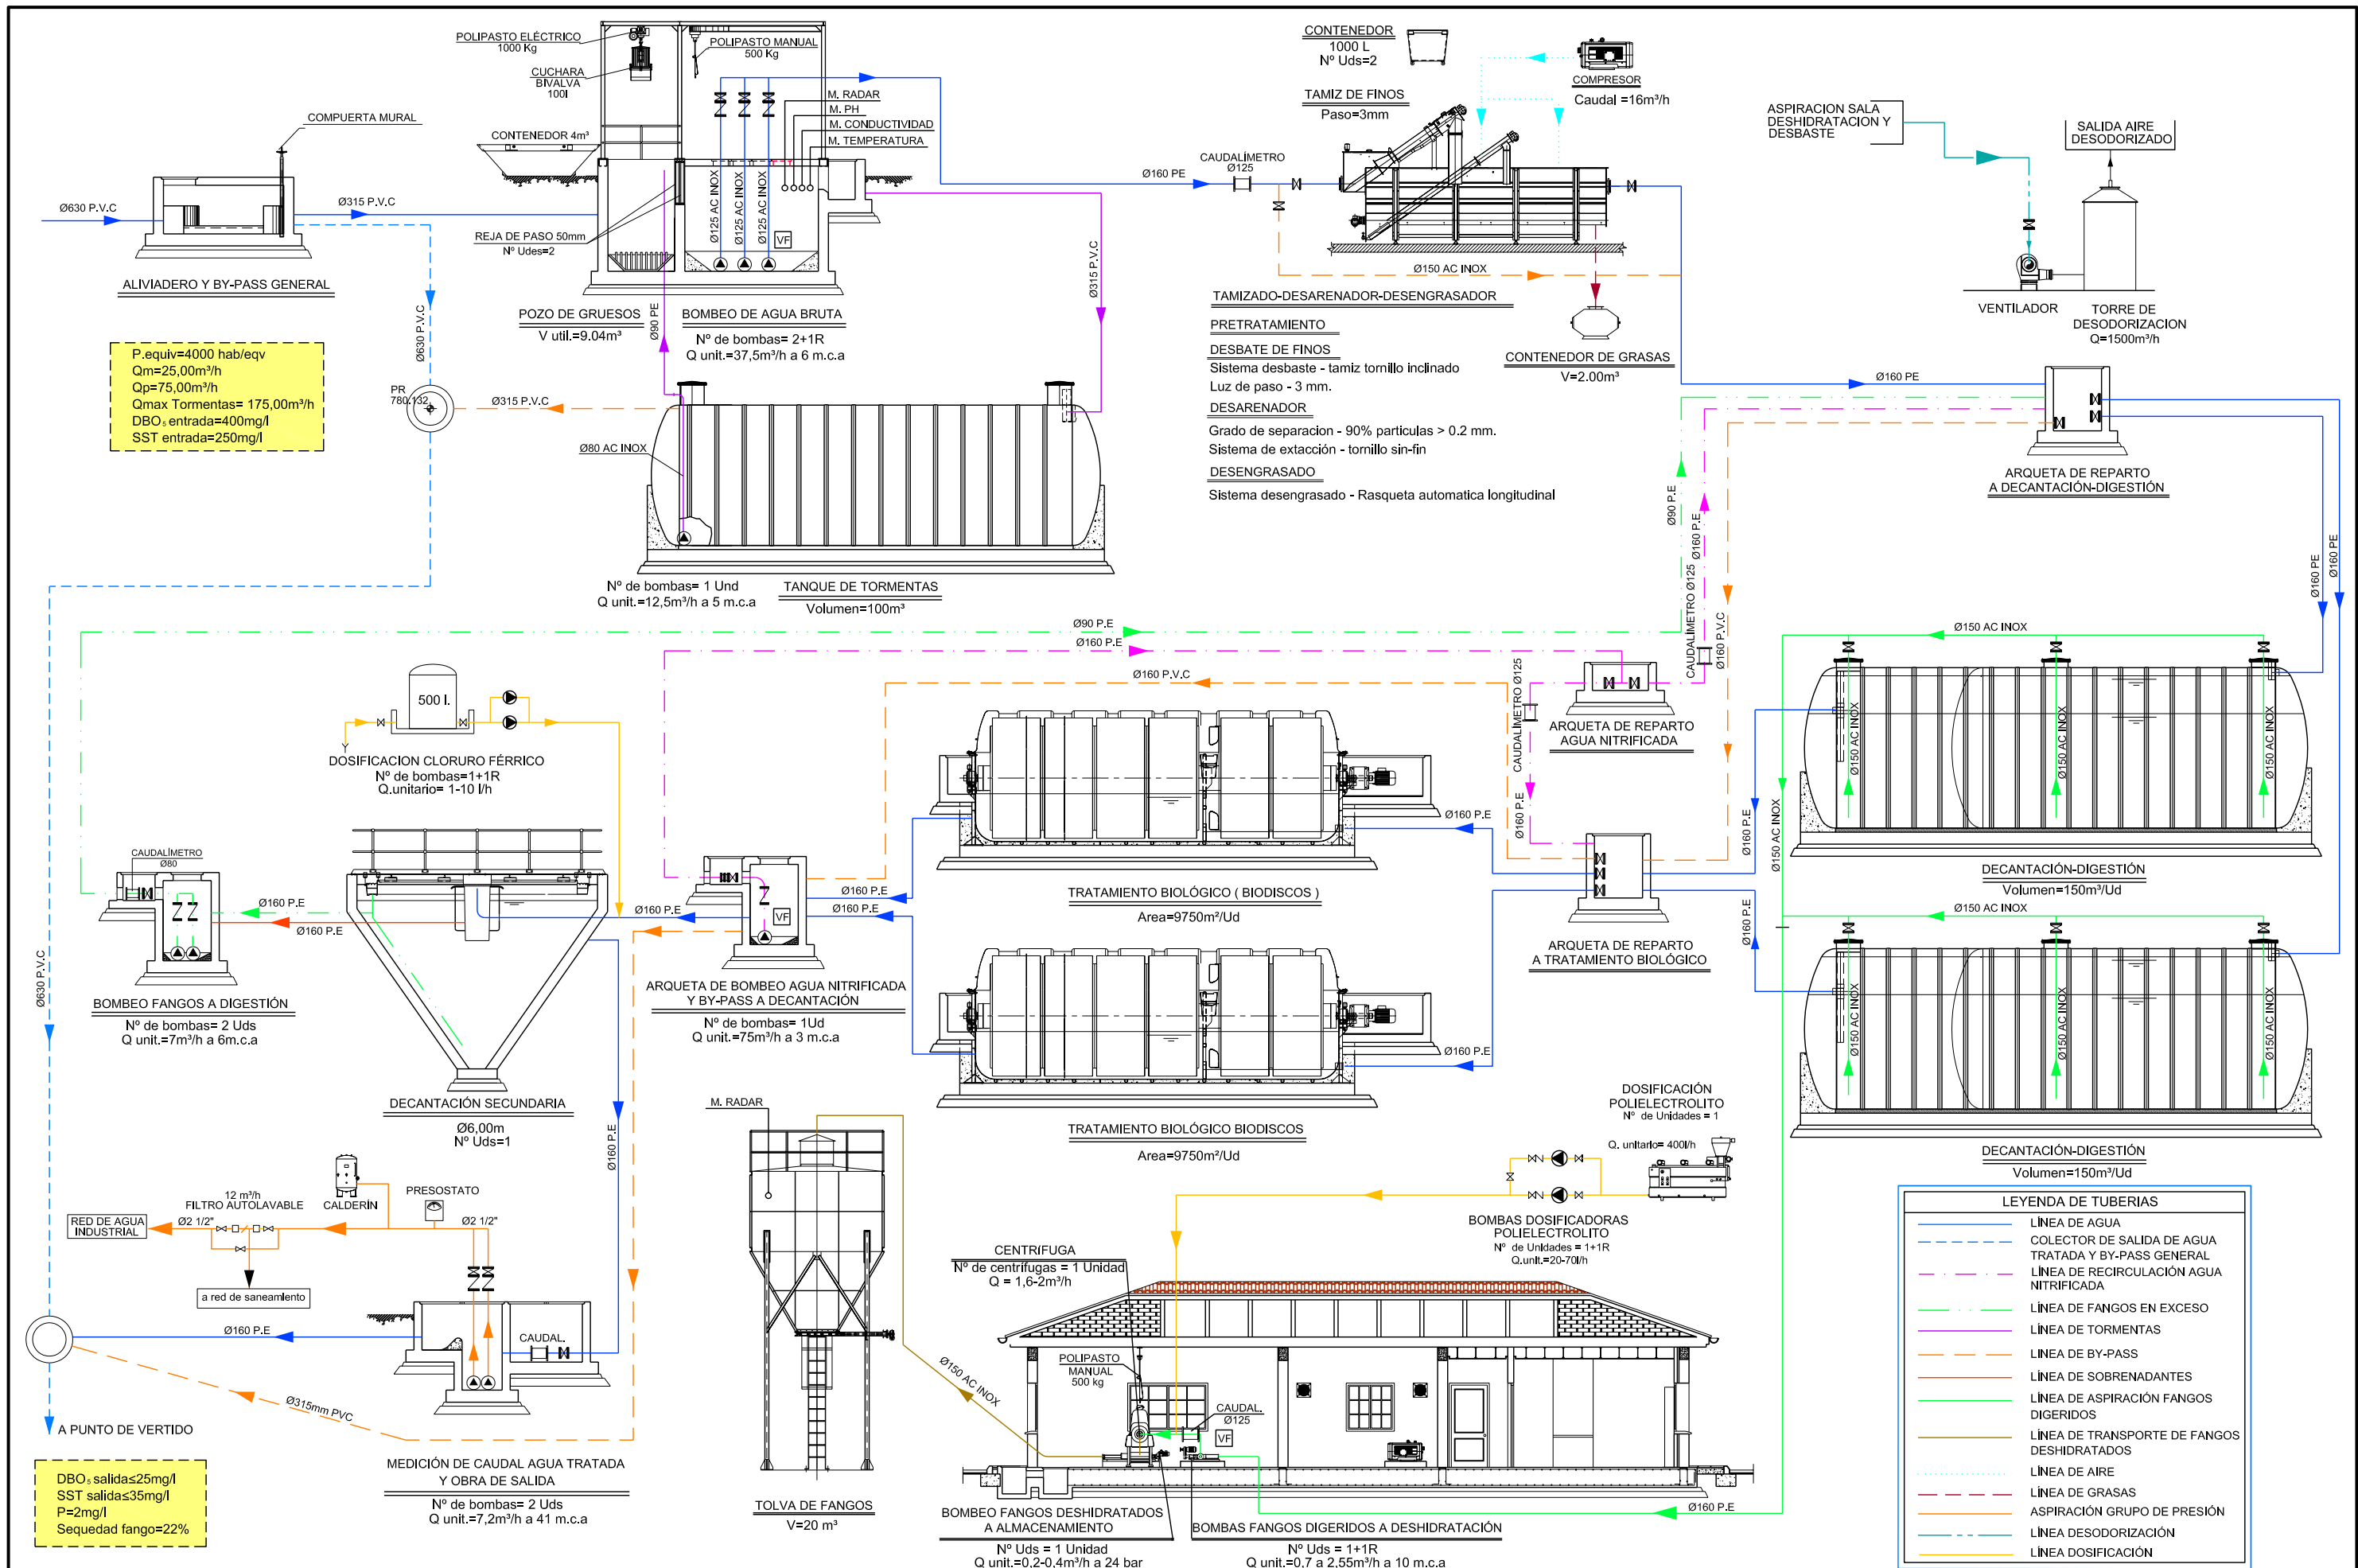 POLIPASTO ELÉCTRICO
1000 Kg
CUCHARA
BIVALVA
100l
POLIPASTO MANUAL
500 Kg
COMPUERTA MURAL
CONTENEDOR 4m³
M. RADAR
M. PH
M. CONDUCTIVIDAD
M. TEMPERATURA
Ø630 P.V.C
Ø315 P.V.C
REJA DE PASO 50mm
Nº Udes=2
Ø125 AC INOX
Ø125 AC INOX
Ø125 AC INOX
VF
ALIVIADERO Y BY-PASS GENERAL
POZO DE GRUESOS
V util.=9.04m³
BOMBEO DE AGUA BRUTA
Nº de bombas= 2+1R
Q unit.=37,5m³/h a 6 m.c.a
Ø630 P.V.C
Ø90 PE
Ø315 P.V.C
P.equiv=4000 hab/eqv
Qm=25,00m³/h
Qp=75,00m³/h
Qmax Tormentas= 175,00m³/h
DBO₅ entrada=400mg/l
SST entrada=250mg/l
PR
780.132
Ø315 P.V.C
Ø80 AC INOX
Nº de bombas= 1 Und
Q unit.=12,5m³/h a 5 m.c.a
TANQUE DE TORMENTAS
Volumen=100m³
CONTENEDOR
1000 L
Nº Uds=2
TAMIZ DE FINOS
Paso=3mm
COMPRESOR
Caudal =16m³/h
CAUDALÍMETRO
Ø125
Ø160 PE
Ø150 AC INOX
TAMIZADO-DESARENADOR-DESENGRASADOR
PRETRATAMIENTO
DESBATE DE FINOS
Sistema desbaste - tamiz tornillo inclinado
Luz de paso - 3 mm.
DESARENADOR
Grado de separacion - 90% particulas > 0.2 mm.
Sistema de extacción - tornillo sin-fin
DESENGRASADO
Sistema desengrasado - Rasqueta automatica longitudinal
CONTENEDOR DE GRASAS
V=2.00m³
ASPIRACION SALA
DESHIDRATACION Y
DESBASTE
SALIDA AIRE
DESODORIZADO
VENTILADOR
TORRE DE
DESODORIZACION
Q=1500m³/h
Ø160 PE
ARQUETA DE REPARTO
A DECANTACIÓN-DIGESTIÓN
Ø90 P.E
Ø160 P.E
CAUDALÍMETRO Ø125
Ø160 P.V.C
Ø160 PE
Ø160 PE
Ø90 P.E
Ø160 P.E
Ø160 P.V.C
CAUDALÍMETRO Ø125
Ø160 P.E
ARQUETA DE REPARTO
AGUA NITRIFICADA
500 l.
DOSIFICACION CLORURO FÉRRICO
Nº de bombas=1+1R
Q.unitario= 1-10 l/h
Ø150 AC INOX
Ø150 AC INOX
Ø150 AC INOX
Ø150 AC INOX
Ø150 AC INOX
Ø160 P.E
DECANTACIÓN-DIGESTIÓN
Volumen=150m³/Ud
Ø150 AC INOX
Ø160 P.E
Ø150 AC INOX
Ø150 AC INOX
Ø150 AC INOX
DECANTACIÓN-DIGESTIÓN
Volumen=150m³/Ud
Ø160 P.E
TRATAMIENTO BIOLÓGICO ( BIODISCOS )
Area=9750m²/Ud
Ø160 P.E
Ø160 P.E
ARQUETA DE REPARTO
A TRATAMIENTO BIOLÓGICO
Ø160 P.E
TRATAMIENTO BIOLÓGICO BIODISCOS
Area=9750m²/Ud
CAUDALÍMETRO
Ø80
Ø160 P.E
Ø160 P.E
Ø160 P.E
VF
BOMBEO FANGOS A DIGESTIÓN
Nº de bombas= 2 Uds
Q unit.=7m³/h a 6m.c.a
ARQUETA DE BOMBEO AGUA NITRIFICADA
Y BY-PASS A DECANTACIÓN
Nº de bombas= 1Ud
Q unit.=75m³/h a 3 m.c.a
Ø630 P.V.C
DECANTACIÓN SECUNDARIA
Ø6,00m
Nº Uds=1
Ø160 P.E
12 m³/h
FILTRO AUTOLAVABLE
CALDERÍN
PRESOSTATO
RED DE AGUA
INDUSTRIAL
Ø2 1/2"
Ø2 1/2"
a red de saneamiento
Ø160 P.E
CAUDAL.
Ø315mm PVC
A PUNTO DE VERTIDO
MEDICIÓN DE CAUDAL AGUA TRATADA
Y OBRA DE SALIDA
Nº de bombas= 2 Uds
Q unit.=7,2m³/h a 41 m.c.a
DBO₅ salida≤25mg/l
SST salida≤35mg/l
P=2mg/l
Sequedad fango=22%
M. RADAR
TOLVA DE FANGOS
V=20 m³
Ø150 AC INOX
DOSIFICACIÓN
POLIELECTROLITO
Nº de Unidades = 1
Q. unitario= 400l/h
BOMBAS DOSIFICADORAS
POLIELECTROLITO
Nº de Unidades = 1+1R
Q.unit.=20-70l/h
CENTRÍFUGA
Nº de centrífugas = 1 Unidad
Q = 1,6-2m³/h
POLIPASTO
MANUAL
500 kg
CAUDAL.
Ø125
VF
BOMBEO FANGOS DESHIDRATADOS
A ALMACENAMIENTO
Nº Uds = 1 Unidad
Q unit.=0,2-0,4m³/h a 24 bar
BOMBAS FANGOS DIGERIDOS A DESHIDRATACIÓN
Nº Uds = 1+1R
Q unit.=0,7 a 2,55m³/h a 10 m.c.a
Ø160 P.E
LEYENDA DE TUBERIAS
LÍNEA DE AGUA
COLECTOR DE SALIDA DE AGUA
TRATADA Y BY-PASS GENERAL
LÍNEA DE RECIRCULACIÓN AGUA
NITRIFICADA
LÍNEA DE FANGOS EN EXCESO
LÍNEA DE TORMENTAS
LINEA DE BY-PASS
LÍNEA DE SOBRENADANTES
LÍNEA DE ASPIRACIÓN FANGOS
DIGERIDOS
LÍNEA DE TRANSPORTE DE FANGOS
DESHIDRATADOS
LÍNEA DE AIRE
LÍNEA DE GRASAS
ASPIRACIÓN GRUPO DE PRESIÓN
LÍNEA DESODORIZACIÓN
LÍNEA DOSIFICACIÓN